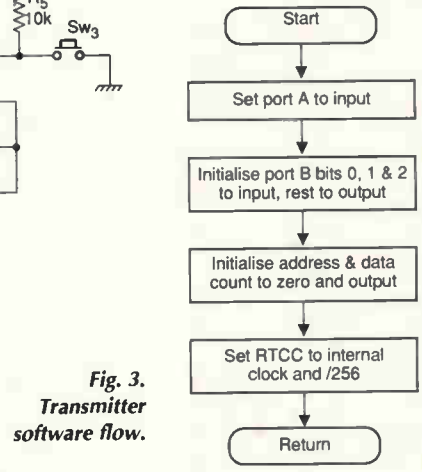 R5
10k
Sw3
Start
Set port A to input
Initialise port B bits 0, 1 & 2
to input, rest to output
Initialise address & data
count to zero and output
Set RTCC to internal
clock and /256
Return
Fig. 3.
Transmitter
software flow.